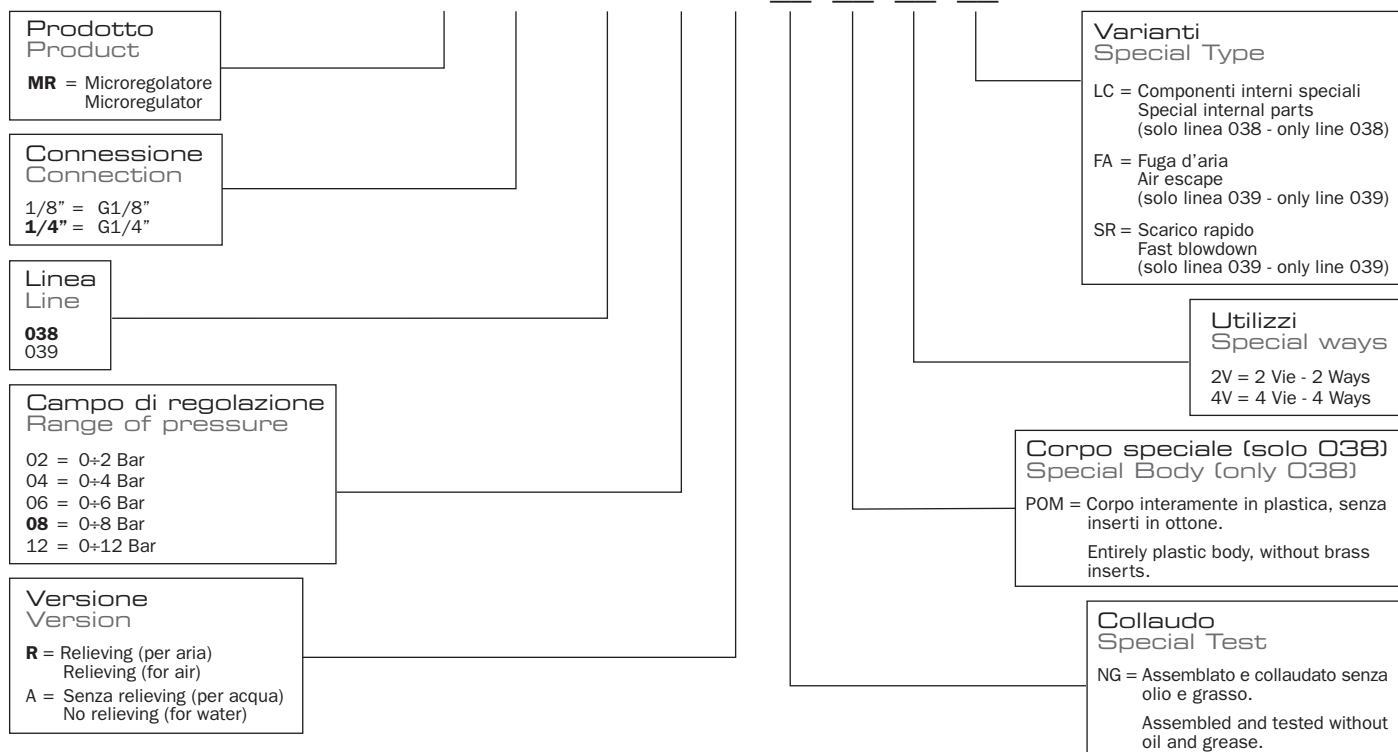 Prodotto
Product
MR = Microregolatore
Microregulator
Connessione
Connection
1/8” = G1/8”
1/4” = G1/4”
Linea
Line
038
039
Campo di regolazione
Range of pressure
02 = 0÷2 Bar
04 = 0÷4 Bar
06 = 0÷6 Bar
08 = 0÷8 Bar
12 = 0÷12 Bar
Versione
Version
R = Relieving (per aria)
Relieving (for air)
A = Senza relieving (per acqua)
No relieving (for water)
Varianti
Special Type
LC = Componenti interni speciali
Special internal parts
(solo linea 038 - only line 038)
FA = Fuga d’aria
Air escape
(solo linea 039 - only line 039)
SR = Scarico rapido
Fast blowdown
(solo linea 039 - only line 039)
Utilizzi
Special ways
2V = 2 Vie - 2 Ways
4V = 4 Vie - 4 Ways
Corpo speciale (solo 038)
Special Body (only 038)
POM = Corpo interamente in plastica, senza
inserti in ottone.
Entirely plastic body, without brass
inserts.
Collaudo
Special Test
NG = Assemblato e collaudato senza
olio e grasso.
Assembled and tested without
oil and grease.